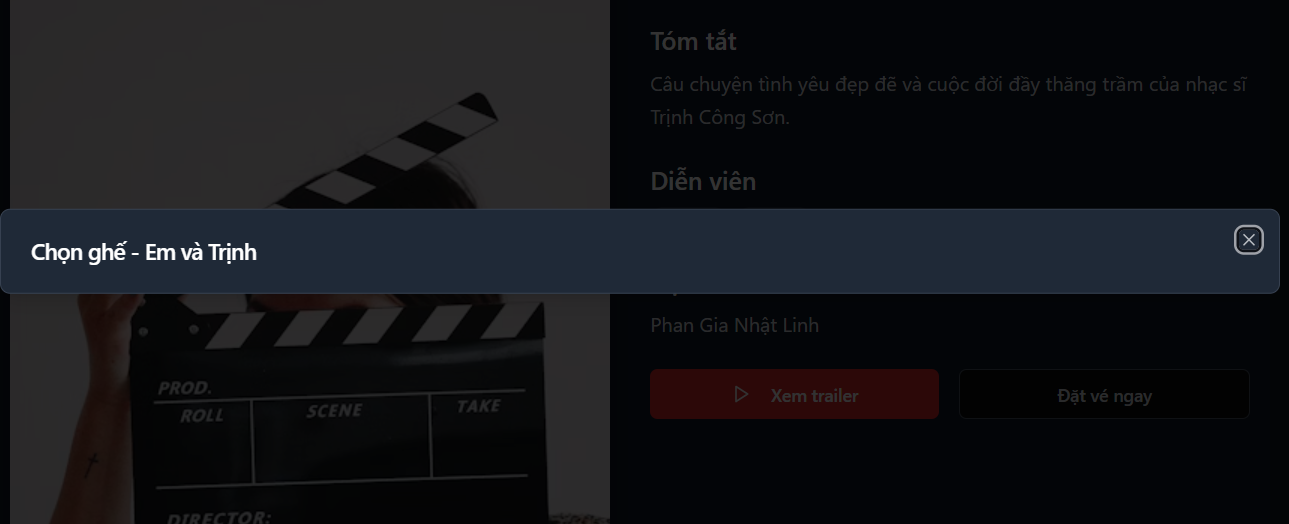 Tóm tắt
Câu chuyện tình yêu đẹp đẽ và cuộc đời đầy thăng trầm của nhạc sĩ
Trịnh Công Sơn.
Diễn viên
Chọn ghế - Em và Trịnh
Phan Gia Nhật Linh
Xem trailer
Đặt vé ngay
PROD.
ROLL
SCENE
TAKE
DIRECTOR: